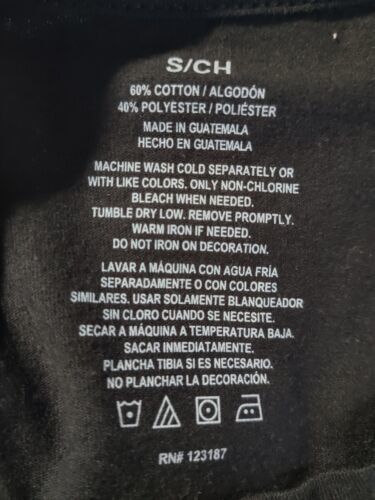 S/CH
60% COTTON / ALGODÓN
40% POLYESTER / POLIÉSTER
MADE IN GUATEMALA
HECHO EN GUATEMALA
MACHINE WASH COLD SEPARATELY OR
WITH LIKE COLORS. ONLY NON-CHLORINE
BLEACH WHEN NEEDED.
TUMBLE DRY LOW. REMOVE PROMPTLY.
WARM IRON IF NEEDED.
DO NOT IRON ON DECORATION.
LAVAR A MÁQUINA CON AGUA FRÍA
SEPARADAMENTE O CON COLORES
SIMILARES. USAR SOLAMENTE BLANQUEADOR
SIN CLORO CUANDO SE NECESITE.
SECAR A MÁQUINA A TEMPERATURA BAJA.
SACAR INMEDIATAMENTE.
PLANCHA TIBIA SI ES NECESARIO.
NO PLANCHAR LA DECORACIÓN.
RN# 123187